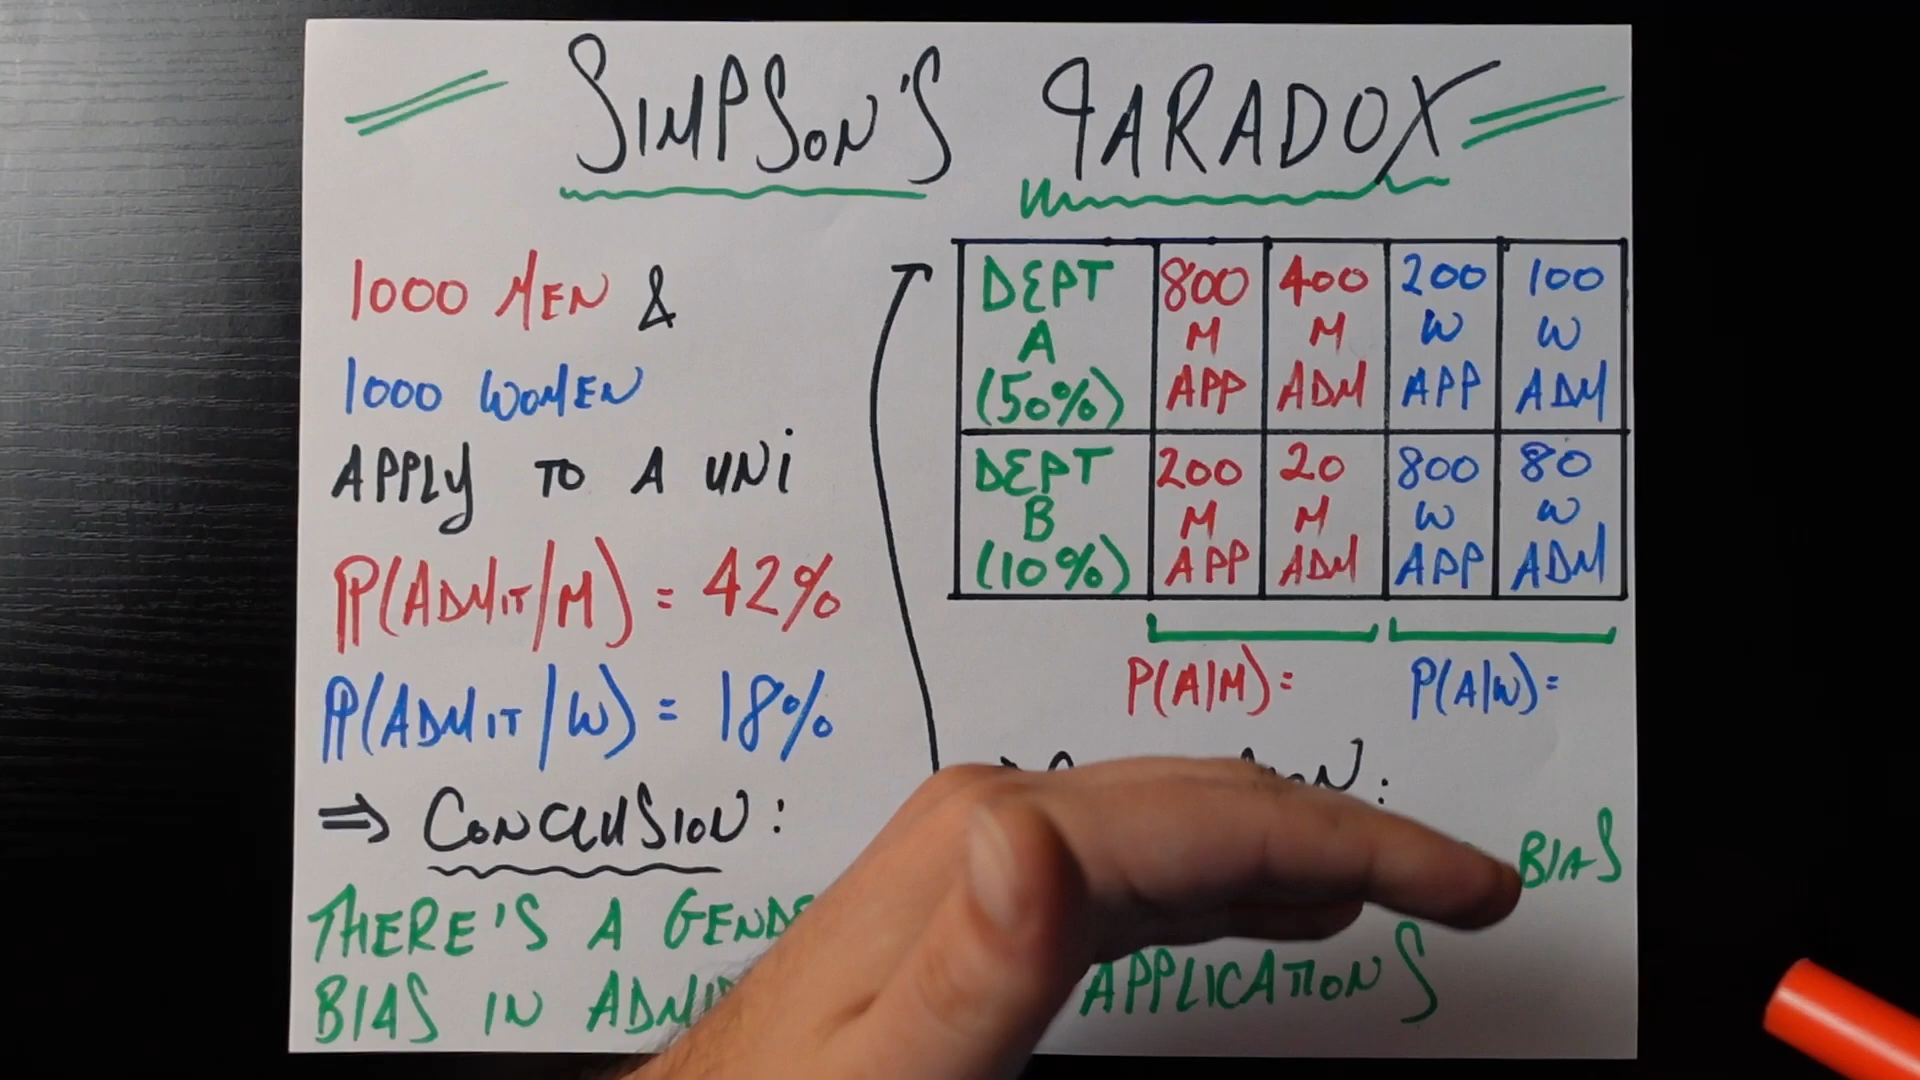 SIMPSON'S PARADOX
1000 MEN &
1000 WOMEN
APPLY TO A UNI
P(ADMIT/M) = 42%
P(ADMIT/W) = 18%
⇒ CONCLUSION:
THERE'S A
BIAS IN
DEPT A (50%)
800 M APP
400 M ADM
200 W APP
100 W ADM
DEPT B (10%)
200 M APP
20 M ADM
800 W APP
80 W ADM
P(A|M)=
P(A|W)=
BIAS
APPLICATIONS